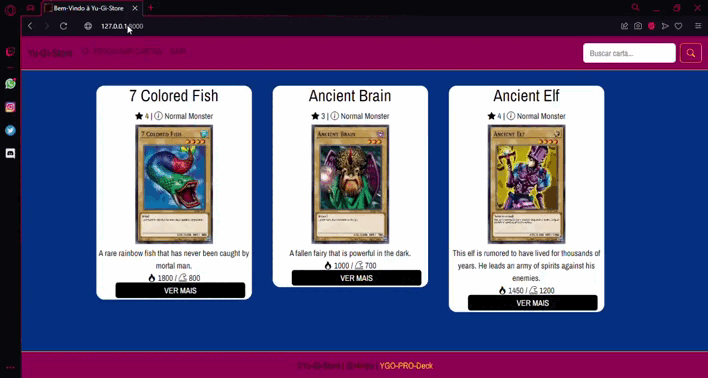 Bem-Vindo à Yu-Gi-Store
127.0.0.1:8000
Yu-Gi-Store
Buscar carta...
7 Colored Fish
4 | Normal Monster
7 COLORED FISH
A rare rainbow fish that has never been caught by
mortal man.
1800 / 800
VER MAIS
Ancient Brain
3 | Normal Monster
ANCIENT BRAIN
A fallen fairy that is powerful in the dark.
1000 / 700
VER MAIS
Ancient Elf
4 | Normal Monster
ANCIENT ELF
This elf is rumored to have lived for thousands of
years. He leads an army of spirits against his
enemies.
1450 / 1200
VER MAIS
YGO-PRO-Deck